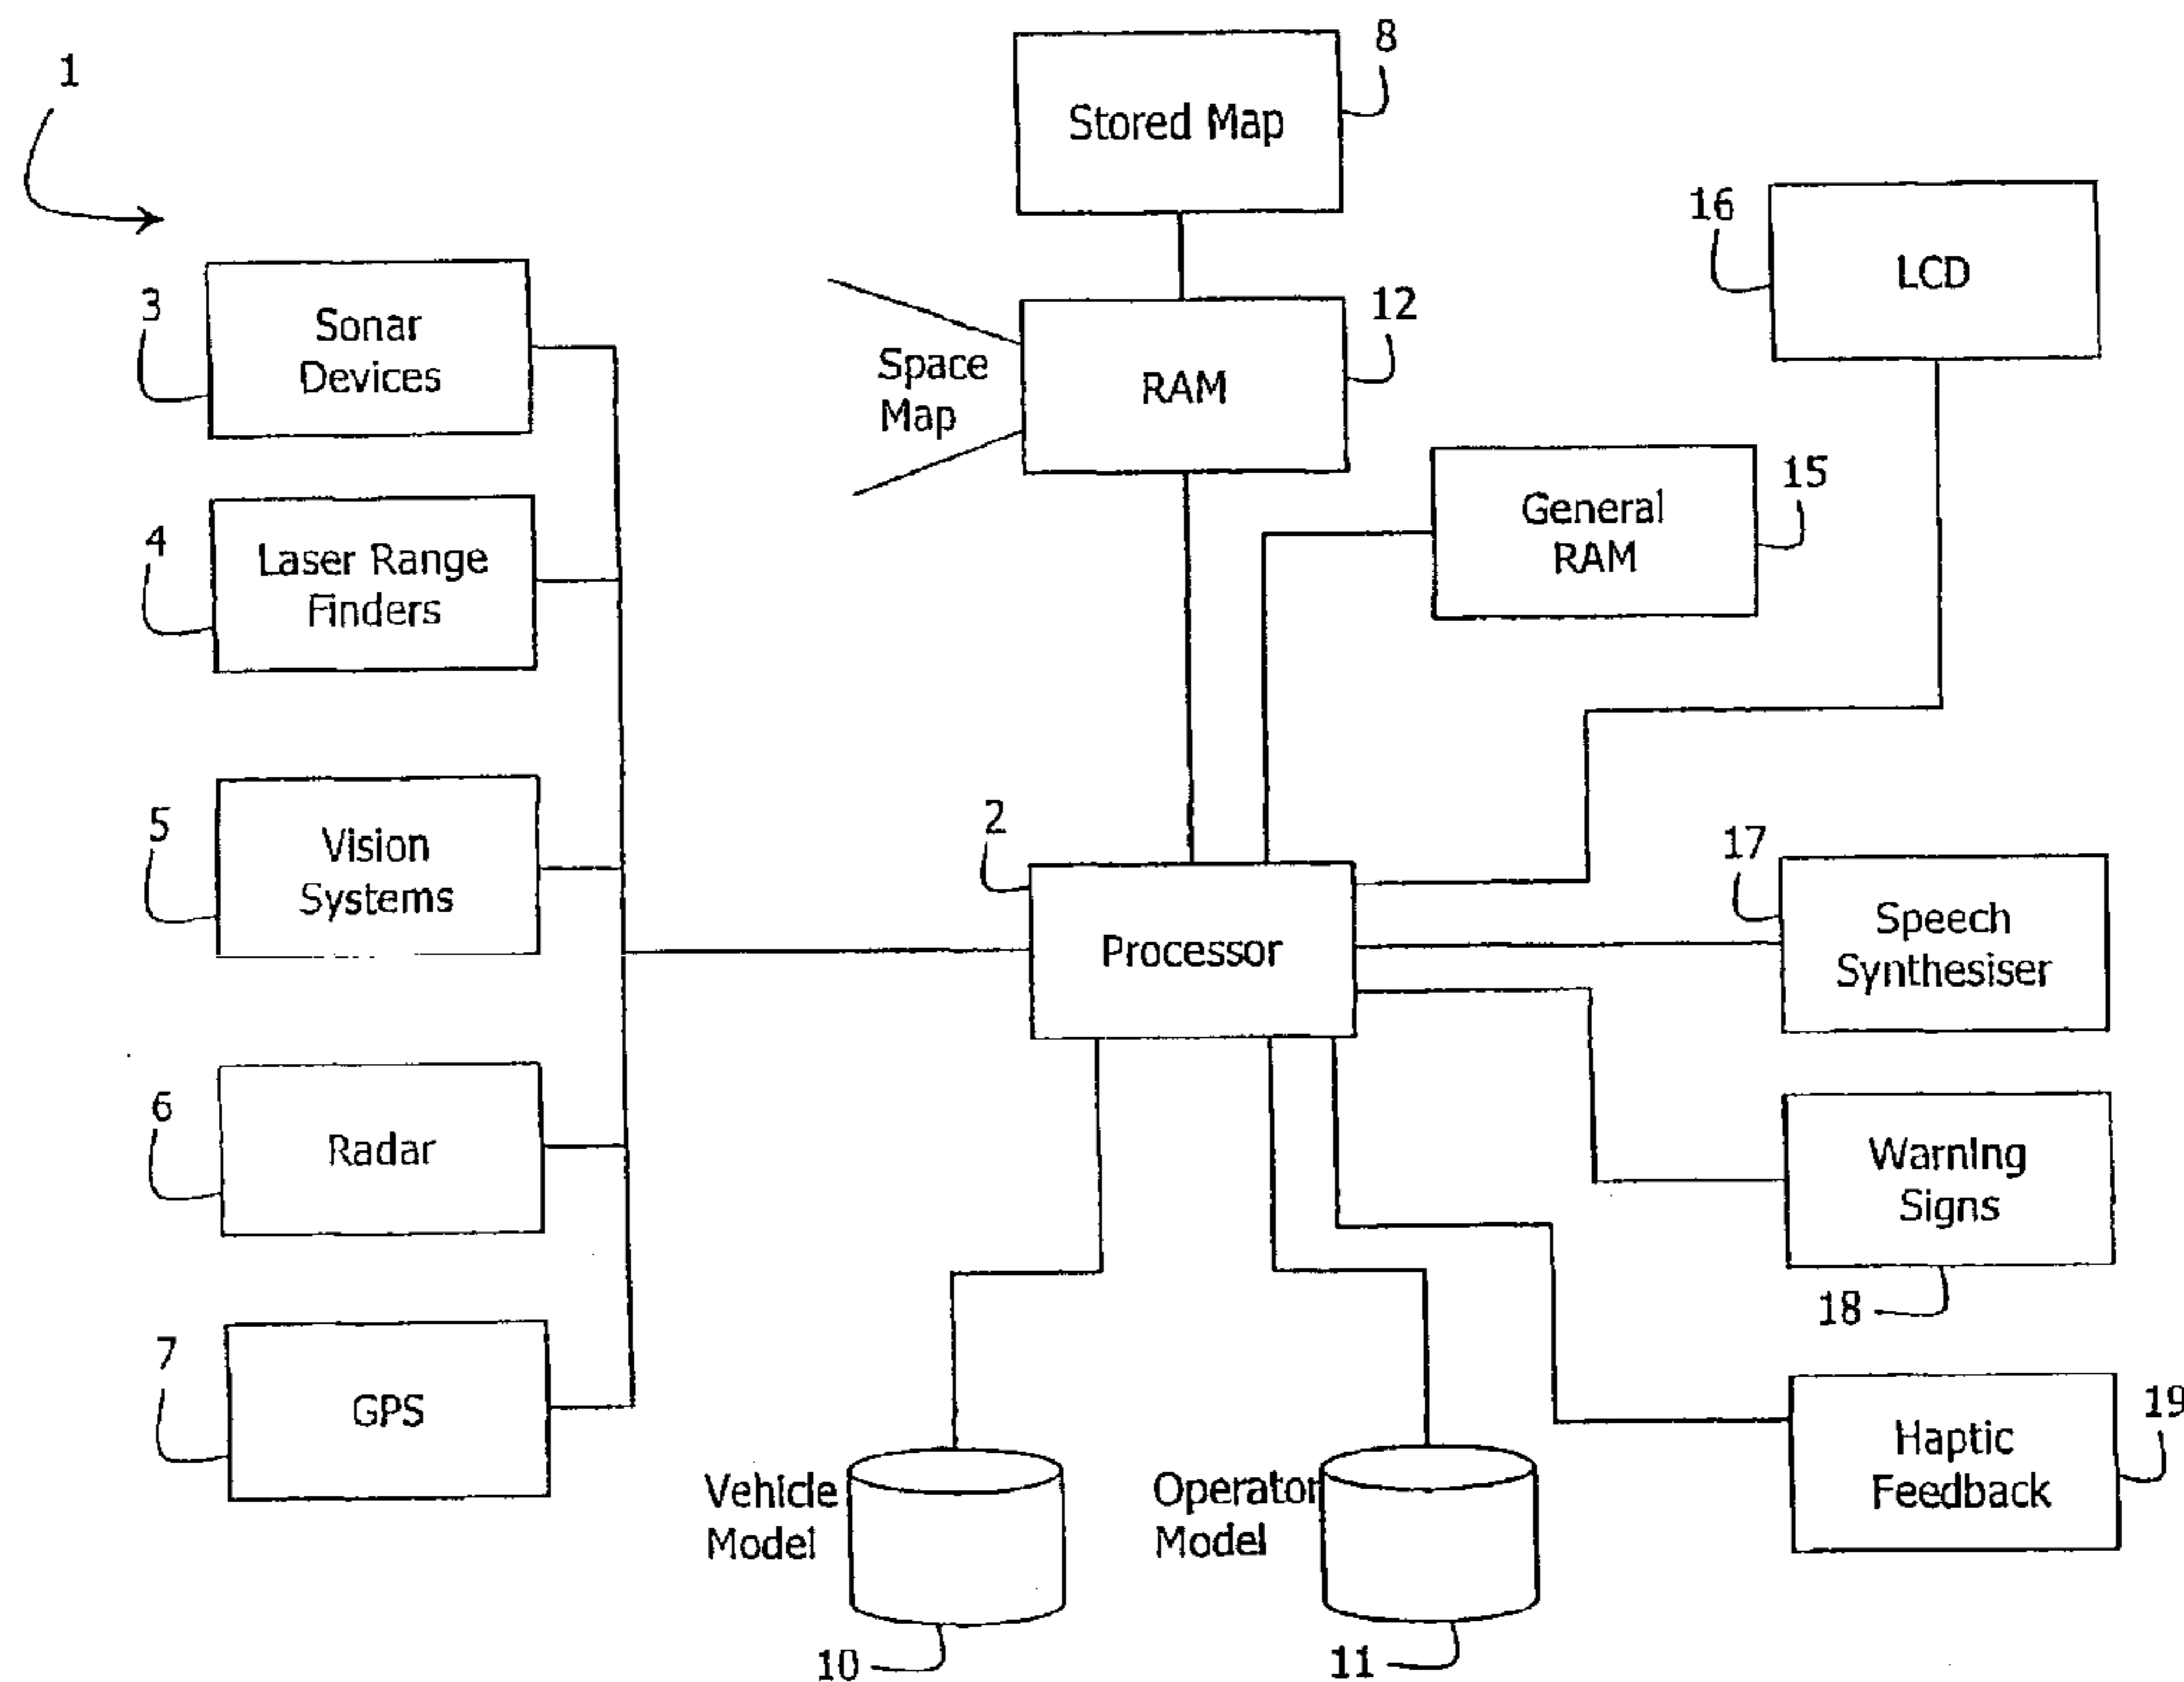 1
8
Stored Map
16
LCD
3
Sonar
Devices
Space
Map
RAM
12
4
Laser Range
Finders
General
RAM
15
5
Vision
Systems
2
Processor
17
Speech
Synthesiser
6
Radar
Warning
Signs
18
7
GPS
Vehicle
Model
10
Operator
Model
11
Haptic
Feedback
19